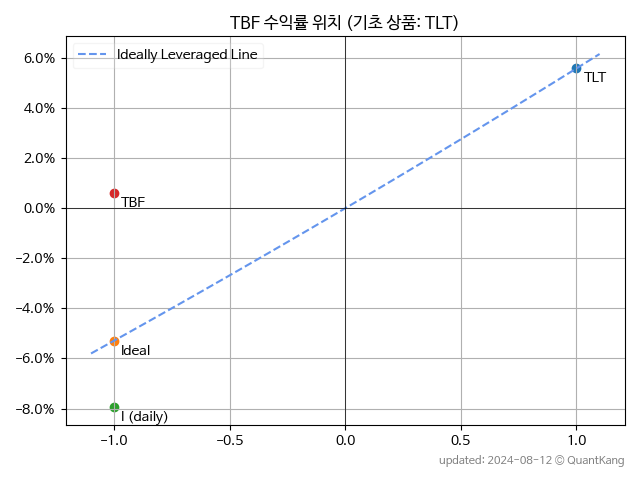 TBF 수익률 위치 (기초 상품: TLT)
Ideally Leveraged Line
6.0%
4.0%
2.0%
0.0%
−2.0%
−4.0%
−6.0%
−8.0%
TLT
TBF
Ideal
I (daily)
−1.0
−0.5
0.0
0.5
1.0
updated: 2024-08-12 © QuantKang